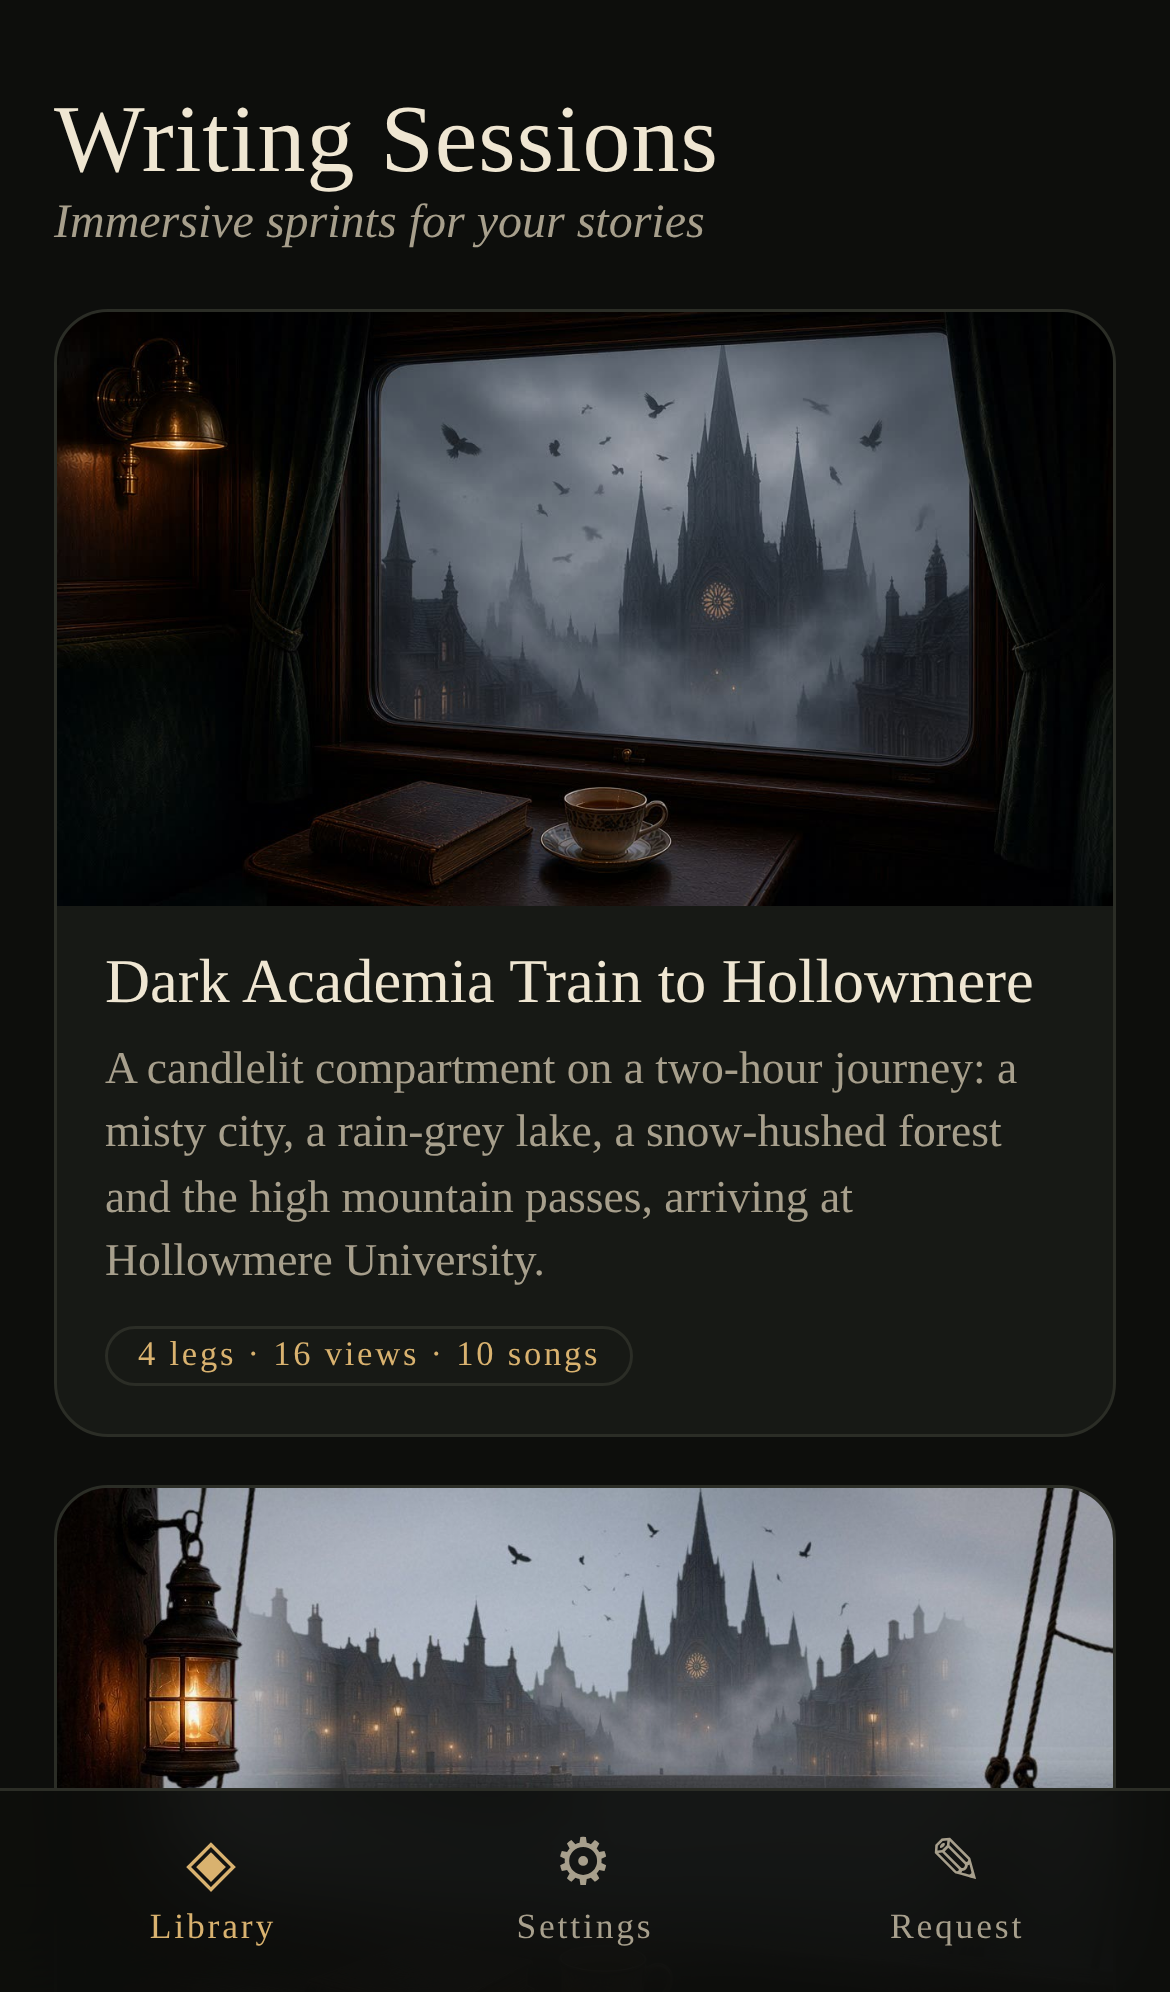 Writing Sessions
Immersive sprints for your stories
Dark Academia Train to Hollowmere
A candlelit compartment on a two-hour journey: a
misty city, a rain-grey lake, a snow-hushed forest
and the high mountain passes, arriving at
Hollowmere University.
4 legs · 16 views · 10 songs
Library
Settings
Request